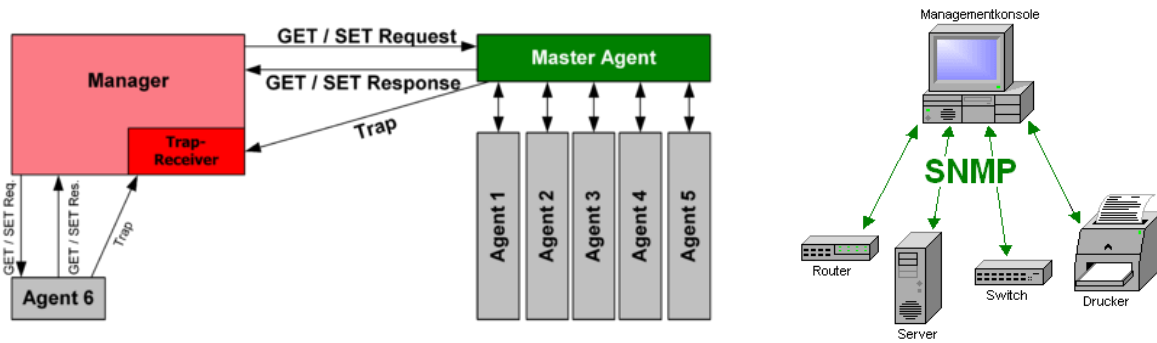 GET / SET Request
Manager
Master Agent
GET / SET Response
Trap
Trap-
Receiver
GET / SET Req.
GET / SET Res.
Trap
Agent 6
Agent 1
Agent 2
Agent 3
Agent 4
Agent 5
Managementkonsole
SNMP
Router
Server
Switch
Drucker